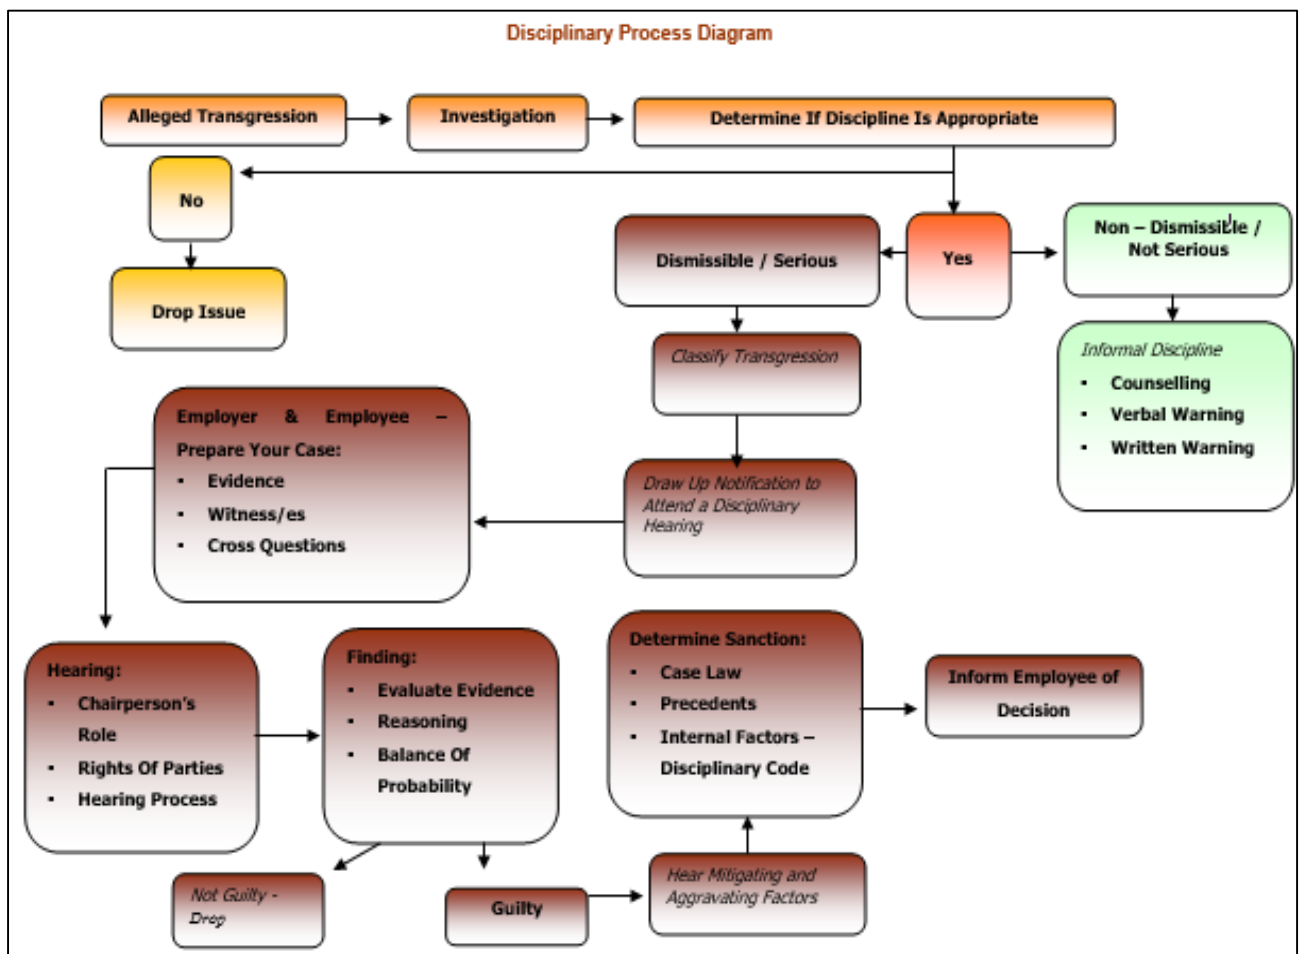 Disciplinary Process Diagram
Alleged Transgression
Investigation
Determine If Discipline Is Appropriate
No
Drop Issue
Yes
Dismissible / Serious
Non – Dismissible /
Not Serious
Informal Discipline
▪ Counselling
▪ Verbal Warning
▪ Written Warning
Classify Transgression
Draw Up Notification to
Attend a Disciplinary
Hearing
Employer & Employee –
Prepare Your Case:
▪ Evidence
▪ Witness/es
▪ Cross Questions
Hearing:
▪ Chairperson's
Role
▪ Rights Of Parties
▪ Hearing Process
Finding:
▪ Evaluate Evidence
▪ Reasoning
▪ Balance Of
Probability
Not Guilty -
Drop
Guilty
Hear Mitigating and
Aggravating Factors
Determine Sanction:
▪ Case Law
▪ Precedents
▪ Internal Factors –
Disciplinary Code
Inform Employee of
Decision